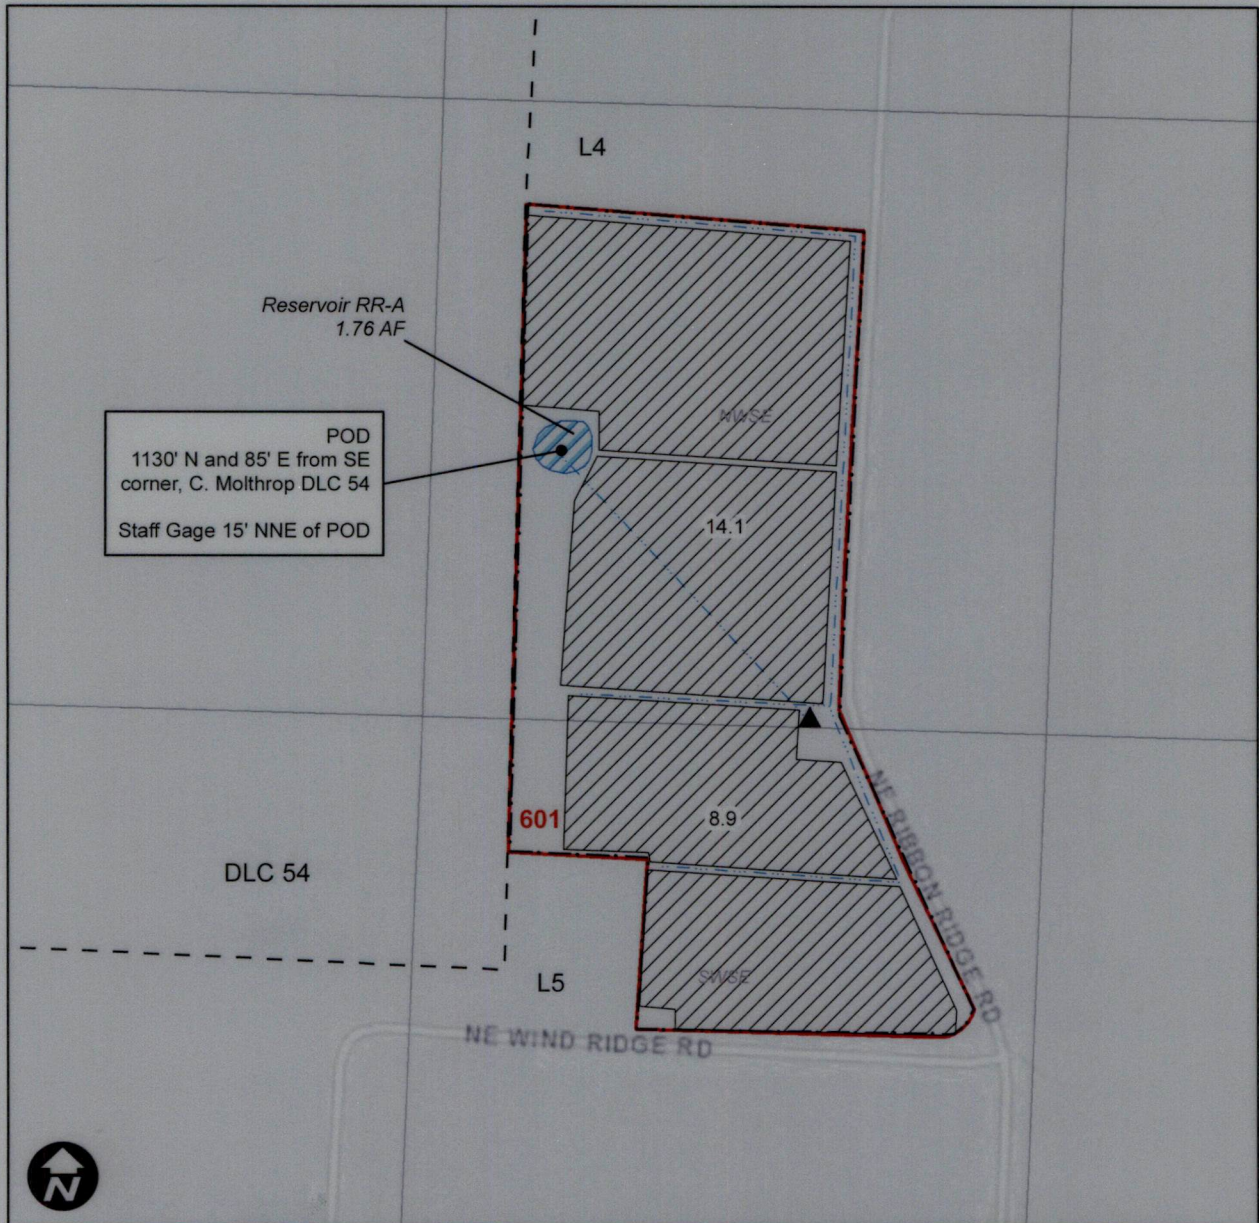 L4
Reservoir RR-A
1.76 AF
POD
1130' N and 85' E from SE
corner, C. Molthrop DLC 54
Staff Gage 15' NNE of POD
NWSE
14.1
601
8.9
NE RIBBON RIDGE RD
DLC 54
L5
SWSE
NE WIND RIDGE RD
N